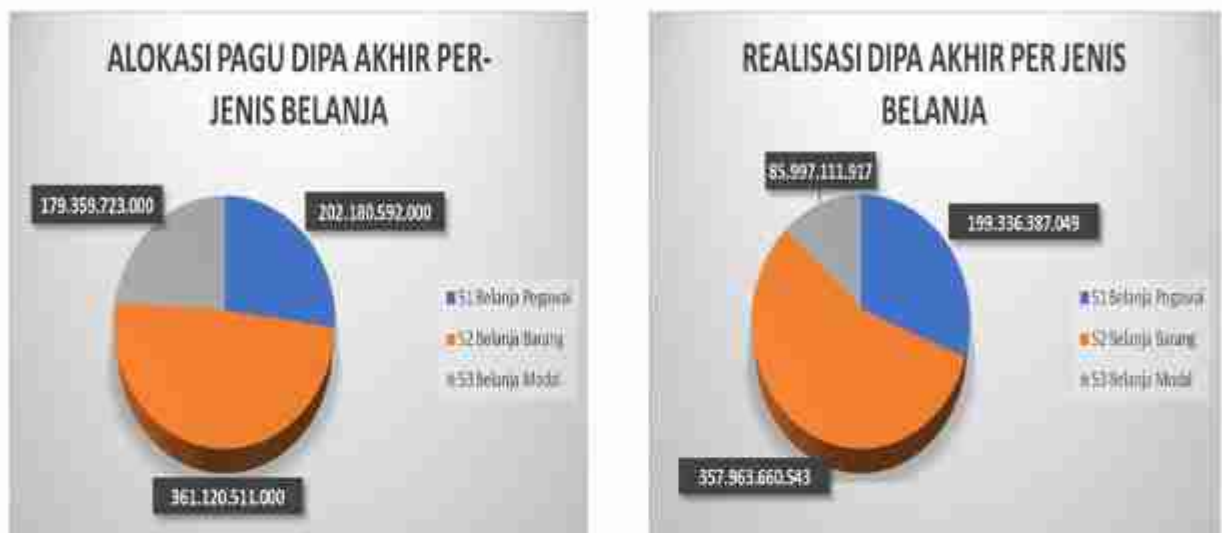 ALOKASI PAGU DIPA AKHIR PER-
JENIS BELANJA
179.359.723.000
202.180.592.000
51 Belanja Pegawai
52 Belanja Barang
53 Belanja Modal
361.120.511.000
REALISASI DIPA AKHIR PER JENIS
BELANJA
85.997.111.917
199.336.387.049
51 Belanja Pegawai
52 Belanja Barang
53 Belanja Modal
357.963.660.543